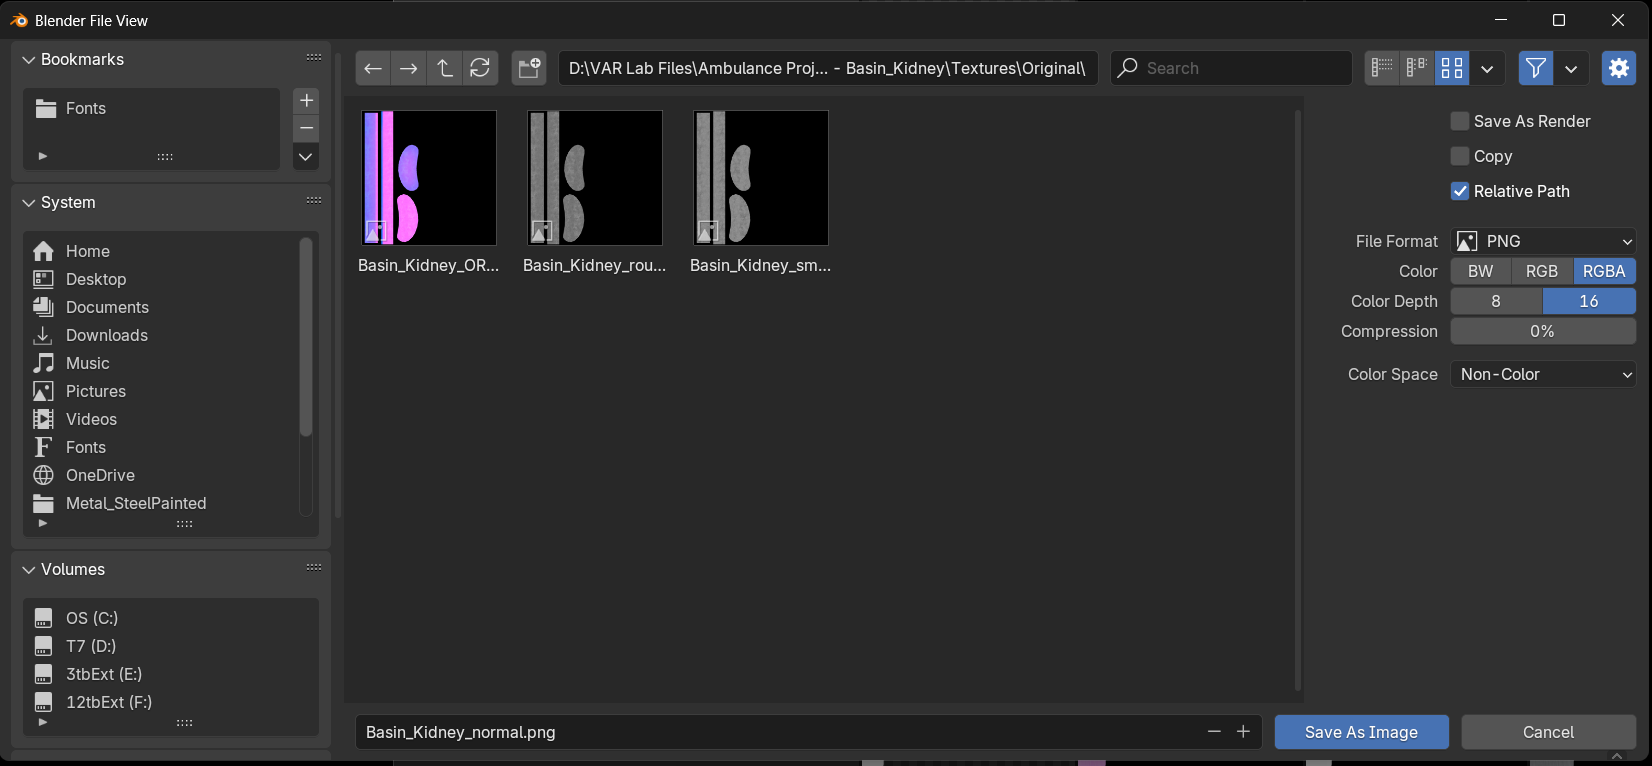 Blender File View
Bookmarks
Fonts
System
Home
Desktop
Documents
Downloads
Music
Pictures
Videos
Fonts
OneDrive
Metal_SteelPainted
Volumes
OS (C:)
T7 (D:)
3tbExt (E:)
12tbExt (F:)
D:\VAR Lab Files\Ambulance Proj... - Basin_Kidney\Textures\Original\
Search
Basin_Kidney_OR...
Basin_Kidney_rou...
Basin_Kidney_sm...
Save As Render
Copy
Relative Path
File Format PNG
Color BW RGB RGBA
Color Depth 8 16
Compression 0%
Color Space Non-Color
Basin_Kidney_normal.png
Save As Image
Cancel